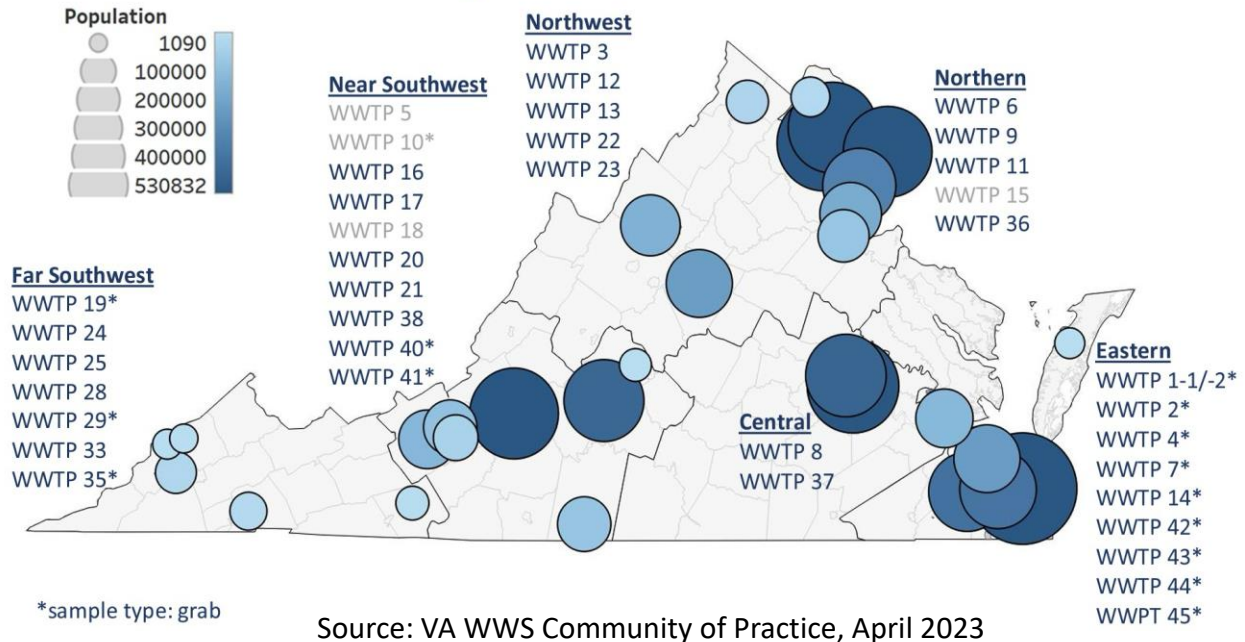 Population
1090
100000
200000
300000
400000
530832
Northwest
WWTP 3
WWTP 12
WWTP 13
WWTP 22
WWTP 23
Near Southwest
WWTP 5
WWTP 10*
WWTP 16
WWTP 17
WWTP 18
WWTP 20
WWTP 21
WWTP 38
WWTP 40*
WWTP 41*
Northern
WWTP 6
WWTP 9
WWTP 11
WWTP 15
WWTP 36
Far Southwest
WWTP 19*
WWTP 24
WWTP 25
WWTP 28
WWTP 29*
WWTP 33
WWTP 35*
Central
WWTP 8
WWTP 37
Eastern
WWTP 1-1/-2*
WWTP 2*
WWTP 4*
WWTP 7*
WWTP 14*
WWTP 42*
WWTP 43*
WWTP 44*
WWPT 45*
*sample type: grab
Source: VA WWS Community of Practice, April 2023